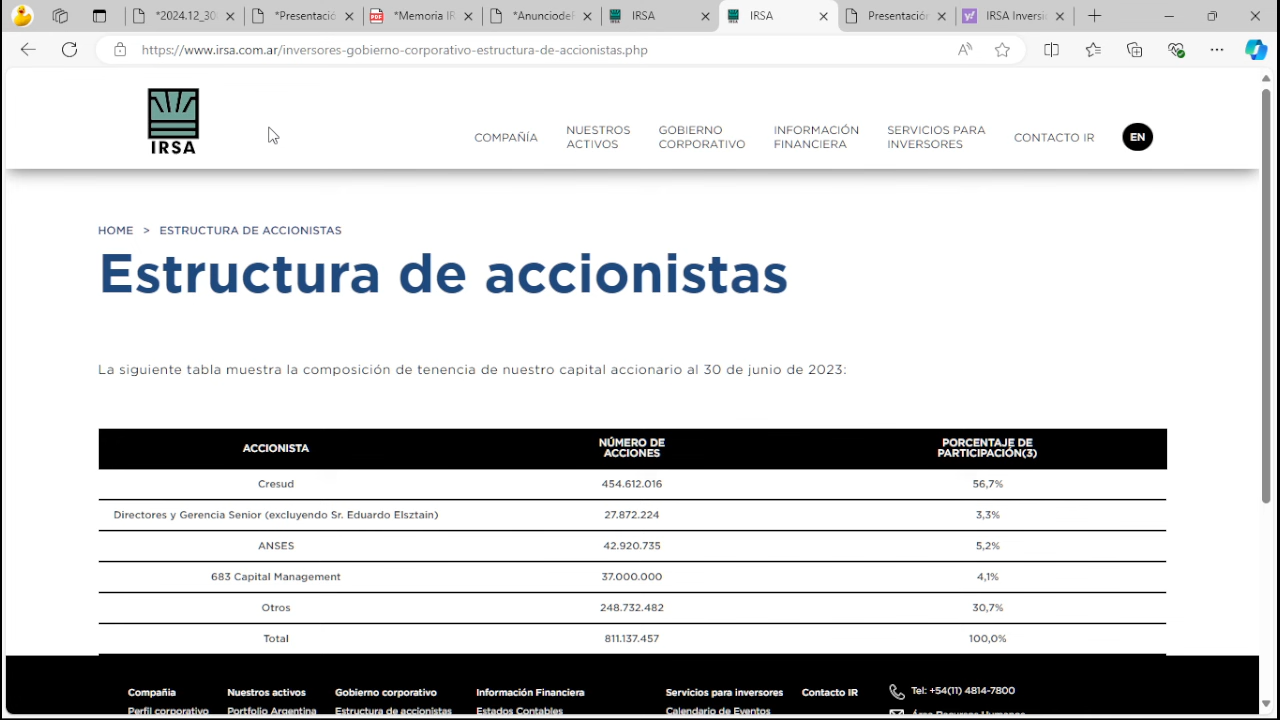 *2024.12_30
*Presentació
*Memoria IR
*AnunciodeF
IRSA
IRSA
Presentación
IRSA Inversi
https://www.irsa.com.ar/inversores-gobierno-corporativo-estructura-de-accionistas.php
IRSA
COMPAÑÍA
NUESTROS
ACTIVOS
GOBIERNO
CORPORATIVO
INFORMACIÓN
FINANCIERA
SERVICIOS PARA
INVERSORES
CONTACTO IR
EN
HOME > ESTRUCTURA DE ACCIONISTAS
Estructura de accionistas
La siguiente tabla muestra la composición de tenencia de nuestro capital accionario al 30 de junio de 2023:
ACCIONISTA NÚMERO DE ACCIONES PORCENTAJE DE PARTICIPACIÓN(3)
Cresud 454.612.016 56,7%
Directores y Gerencia Senior (excluyendo Sr. Eduardo Elsztain) 27.872.224 3,3%
ANSES 42.920.735 5,2%
683 Capital Management 37.000.000 4,1%
Otros 248.732.482 30,7%
Total 811.137.457 100,0%
Compañia Nuestros activos Gobierno corporativo Información Financiera Servicios para inversores Contacto IR Tel: +54(11) 4814-7800
Perfil corporativo Portfolio Argentina Estructura de accionistas Estados Contables Calendario de Eventos Área Recursos Humanos